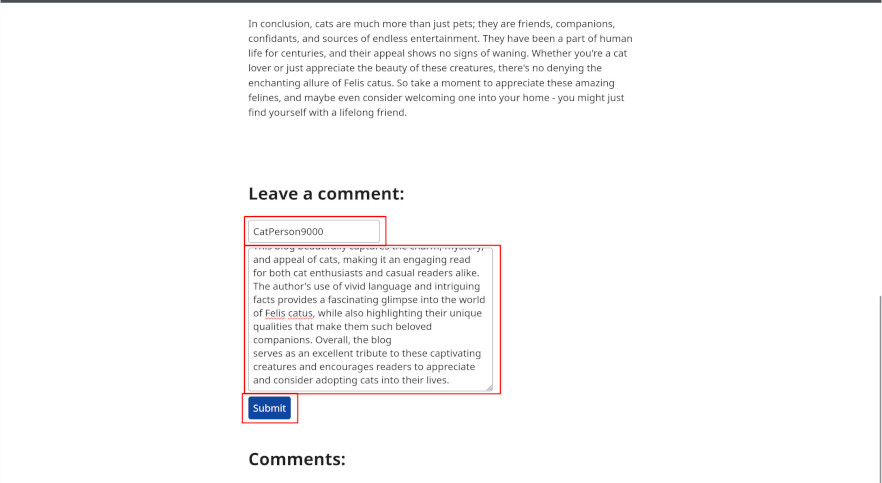 In conclusion, cats are much more than just pets; they are friends, companions,
confidants, and sources of endless entertainment. They have been a part of human
life for centuries, and their appeal shows no signs of waning. Whether you're a cat
lover or just appreciate the beauty of these creatures, there's no denying the
enchanting allure of Felis catus. So take a moment to appreciate these amazing
felines, and maybe even consider welcoming one into your home - you might just
find yourself with a lifelong friend.
Leave a comment:
CatPerson9000
This blog beautifully captures the charm, mystery,
and appeal of cats, making it an engaging read
for both cat enthusiasts and casual readers alike.
The author's use of vivid language and intriguing
facts provides a fascinating glimpse into the world
of Felis catus, while also highlighting their unique
qualities that make them such beloved
companions. Overall, the blog
serves as an excellent tribute to these captivating
creatures and encourages readers to appreciate
and consider adopting cats into their lives.
Submit
Comments: